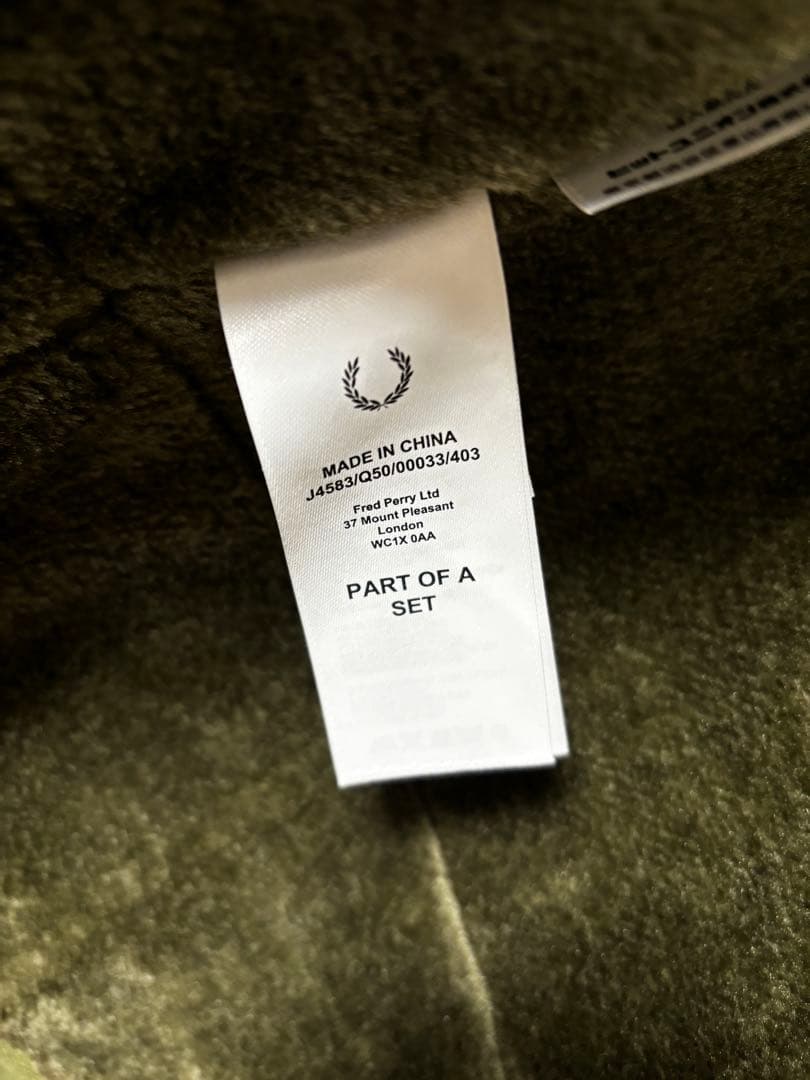 MADE IN CHINA
J4583/Q50/00033/403
Fred Perry Ltd
37 Mount Pleasant
London
WC1X 0AA
PART OF A
SET